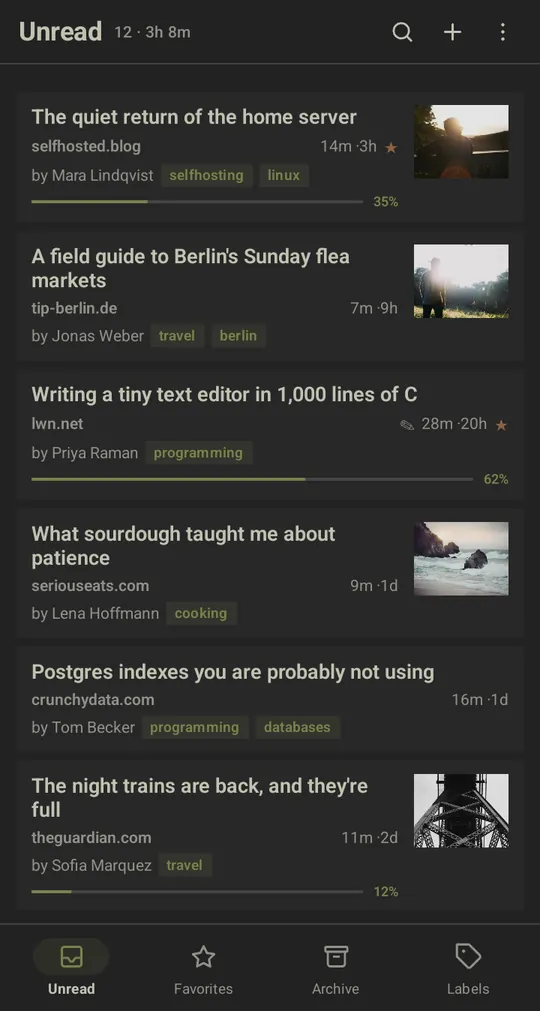 Unread 12 · 3h 8m
The quiet return of the home server
selfhosted.blog 14m ·3h
by Mara Lindqvist selfhosting linux
35%
A field guide to Berlin's Sunday flea
markets
tip-berlin.de 7m ·9h
by Jonas Weber travel berlin
Writing a tiny text editor in 1,000 lines of C
lwn.net 28m ·20h
by Priya Raman programming
62%
What sourdough taught me about
patience
seriouseats.com 9m ·1d
by Lena Hoffmann cooking
Postgres indexes you are probably not using
crunchydata.com 16m ·1d
by Tom Becker programming databases
The night trains are back, and they're
full
theguardian.com 11m ·2d
by Sofia Marquez travel
12%
Unread Favorites Archive Labels